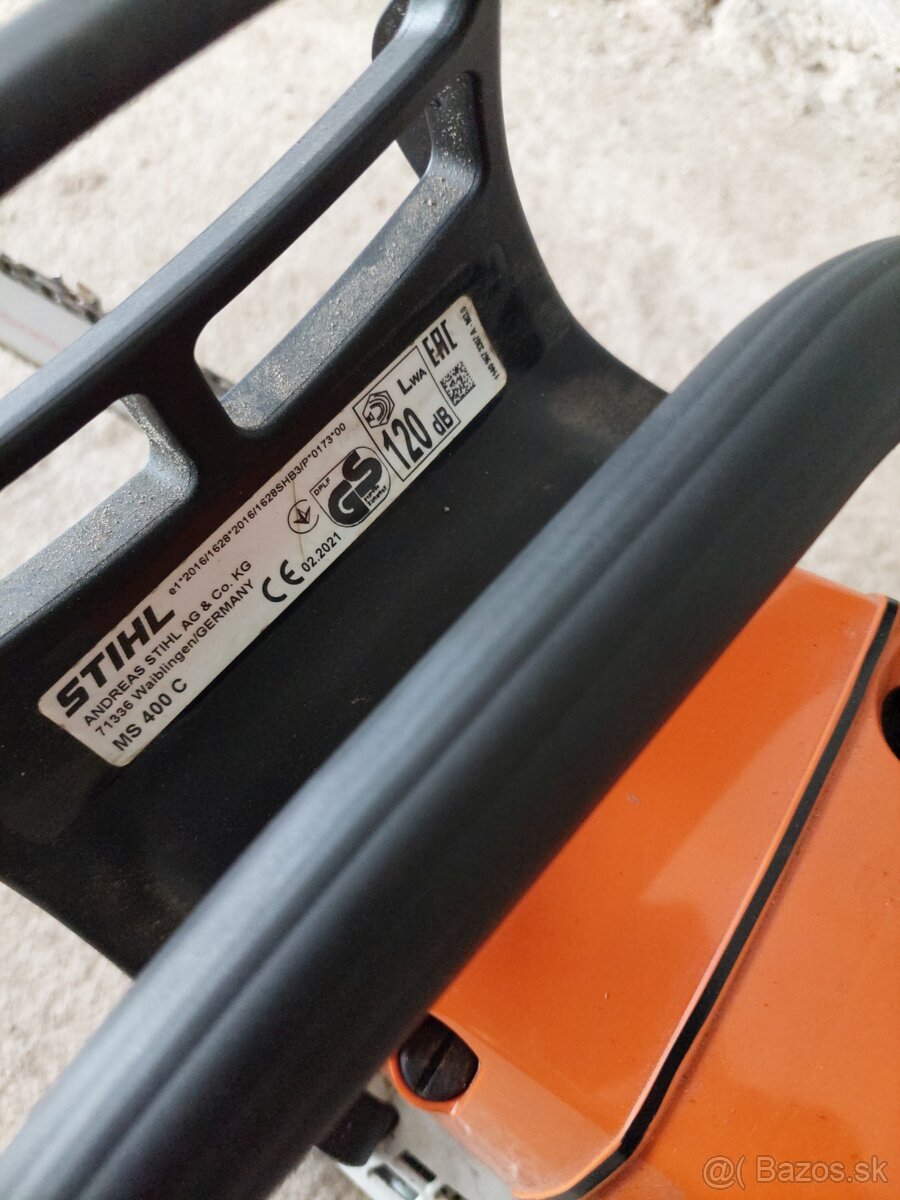 STIHL
e1*2016/1628*2016/1628SHB3/P*0173*00
ANDREAS STIHL AG & Co. KG
71336 Waiblingen/GERMANY
MS 400 C
CE 02.2021
DPLF
GS
LWA
120 dB
EAC
@( Bazos.sk